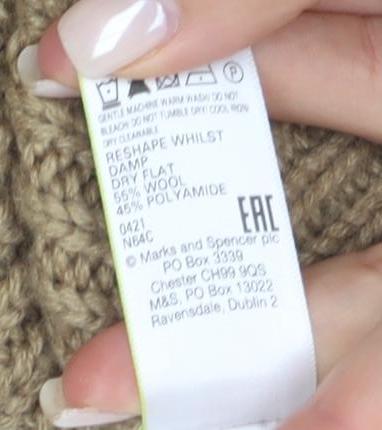 P
GENTLE MACHINE WARM WASH DO NOT
BLEACH DO NOT TUMBLE DRY COOL IRON
DRY CLEANABLE
RESHAPE WHILST
DAMP
DRY FLAT
55% WOOL
45% POLYAMIDE
0421
N64C
EAC
© Marks and Spencer plc
PO Box 3339
Chester CH99 9QS
M&S, PO Box 13022
Ravensdale, Dublin 2